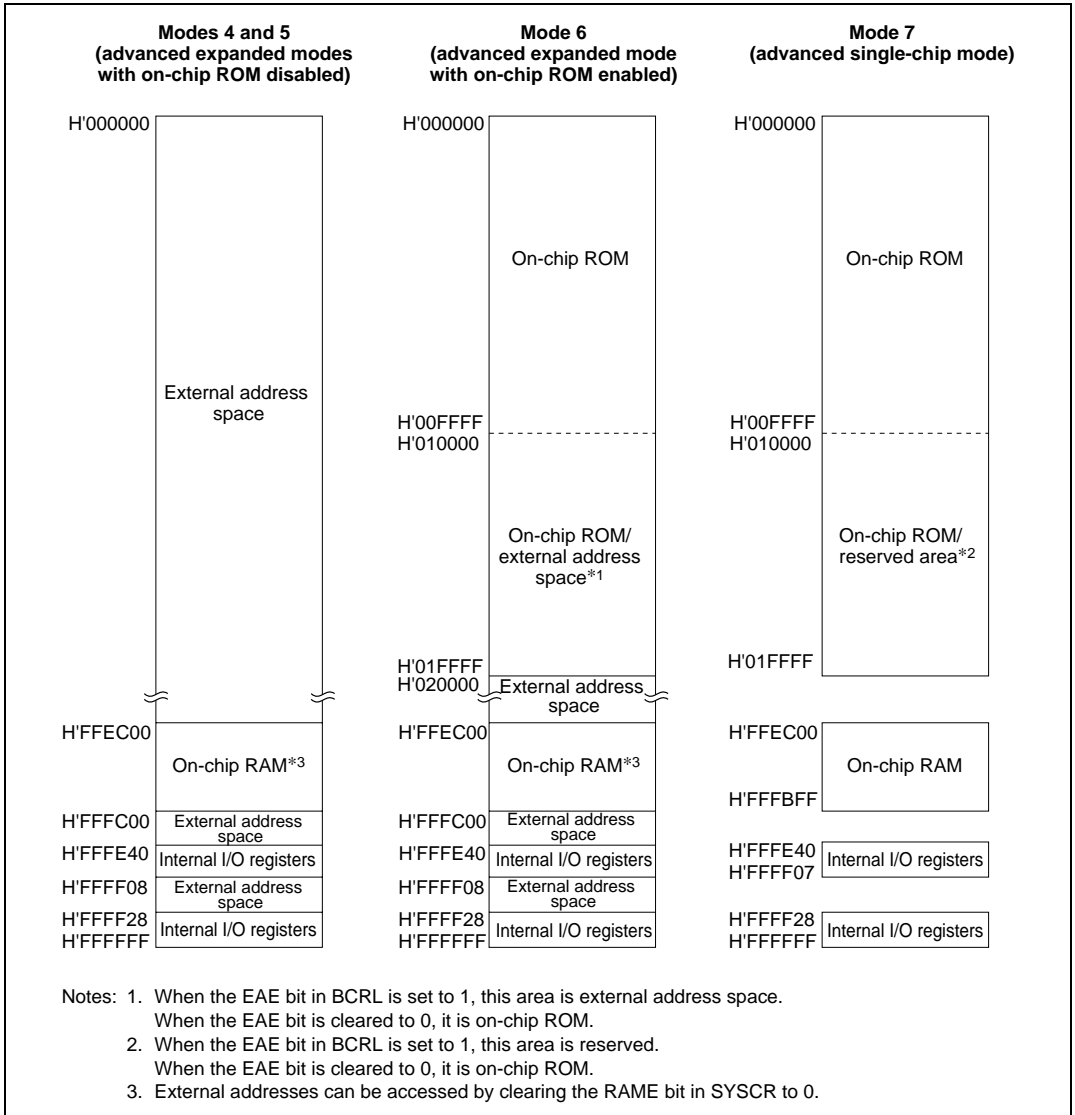 Modes 4 and 5
(advanced expanded modes
with on-chip ROM disabled)
H'000000
External address
space
H'FFEC00
On-chip RAM*3
H'FFFC00
External address
space
H'FFFE40
Internal I/O registers
H'FFFF08
External address
space
H'FFFF28
Internal I/O registers
H'FFFFFF
Mode 6
(advanced expanded mode
with on-chip ROM enabled)
H'000000
On-chip ROM
H'00FFFF
H'010000
On-chip ROM/
external address
space*1
H'01FFFF
H'020000
External address
space
H'FFEC00
On-chip RAM*3
H'FFFC00
External address
space
H'FFFE40
Internal I/O registers
H'FFFF08
External address
space
H'FFFF28
Internal I/O registers
H'FFFFFF
Mode 7
(advanced single-chip mode)
H'000000
On-chip ROM
H'00FFFF
H'010000
On-chip ROM/
reserved area*2
H'01FFFF
H'FFEC00
On-chip RAM
H'FFFBFF
H'FFFE40
Internal I/O registers
H'FFFF07
H'FFFF28
Internal I/O registers
H'FFFFFF
Notes: 1. When the EAE bit in BCRL is set to 1, this area is external address space.
When the EAE bit is cleared to 0, it is on-chip ROM.
2. When the EAE bit in BCRL is set to 1, this area is reserved.
When the EAE bit is cleared to 0, it is on-chip ROM.
3. External addresses can be accessed by clearing the RAME bit in SYSCR to 0.